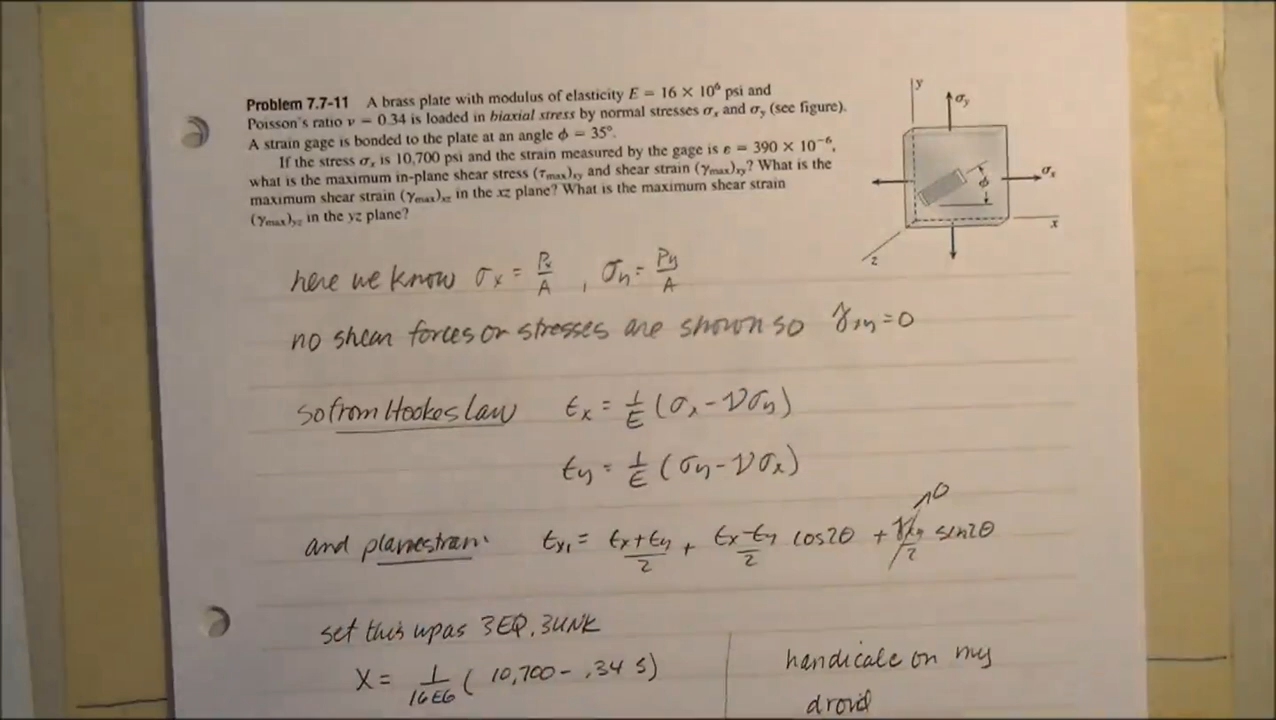 Problem 7.7-11 A brass plate with modulus of elasticity E = 16 × 10⁶ psi and
Poisson's ratio ν = 0.34 is loaded in biaxial stress by normal stresses σx and σy (see figure).
A strain gage is bonded to the plate at an angle ϕ = 35°.
If the stress σx is 10,700 psi and the strain measured by the gage is ε = 390 × 10⁻⁶,
what is the maximum in-plane shear stress (τmax)xy and shear strain (γmax)xy? What is the
maximum shear strain (γmax)xz in the xz plane? What is the maximum shear strain
(γmax)yz in the yz plane?
y
σy
σx
ϕ
x
z
here we know σx = Px/A , σy = Py/A
no shear forces or stresses are shown so γxy = 0
so from Hookes law εx = 1/E (σx - νσy)
εy = 1/E (σy - νσx)
and plane strain: εx1 = (εx + εy)/2 + (εx - εy)/2 cos2θ + γxy/2 sin2θ
0
set this up as 3EQ, 3UNK
X = 1/16E6 ( 10,700 - .34 S)
handicalc on my
droid